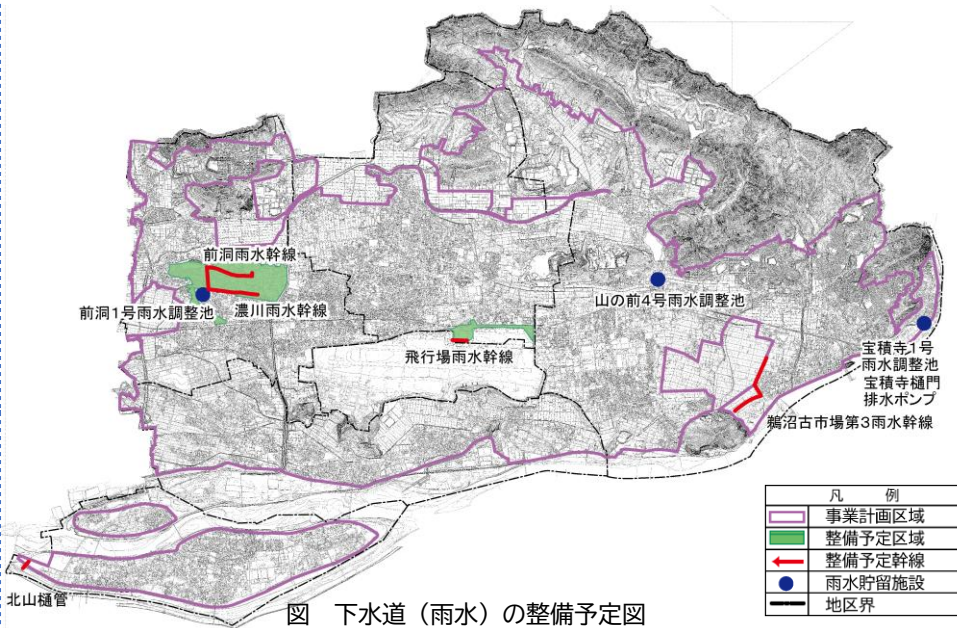 前洞雨水幹線
前洞1号雨水調整池
濃川雨水幹線
山の前4号雨水調整池
飛行場雨水幹線
宝積寺1号
雨水調整池
宝積寺樋門
排水ポンプ
鵜沼古市場第3雨水幹線
北山樋管
凡 例
事業計画区域
整備予定区域
整備予定幹線
雨水貯留施設
地区界
図 下水道（雨水）の整備予定図